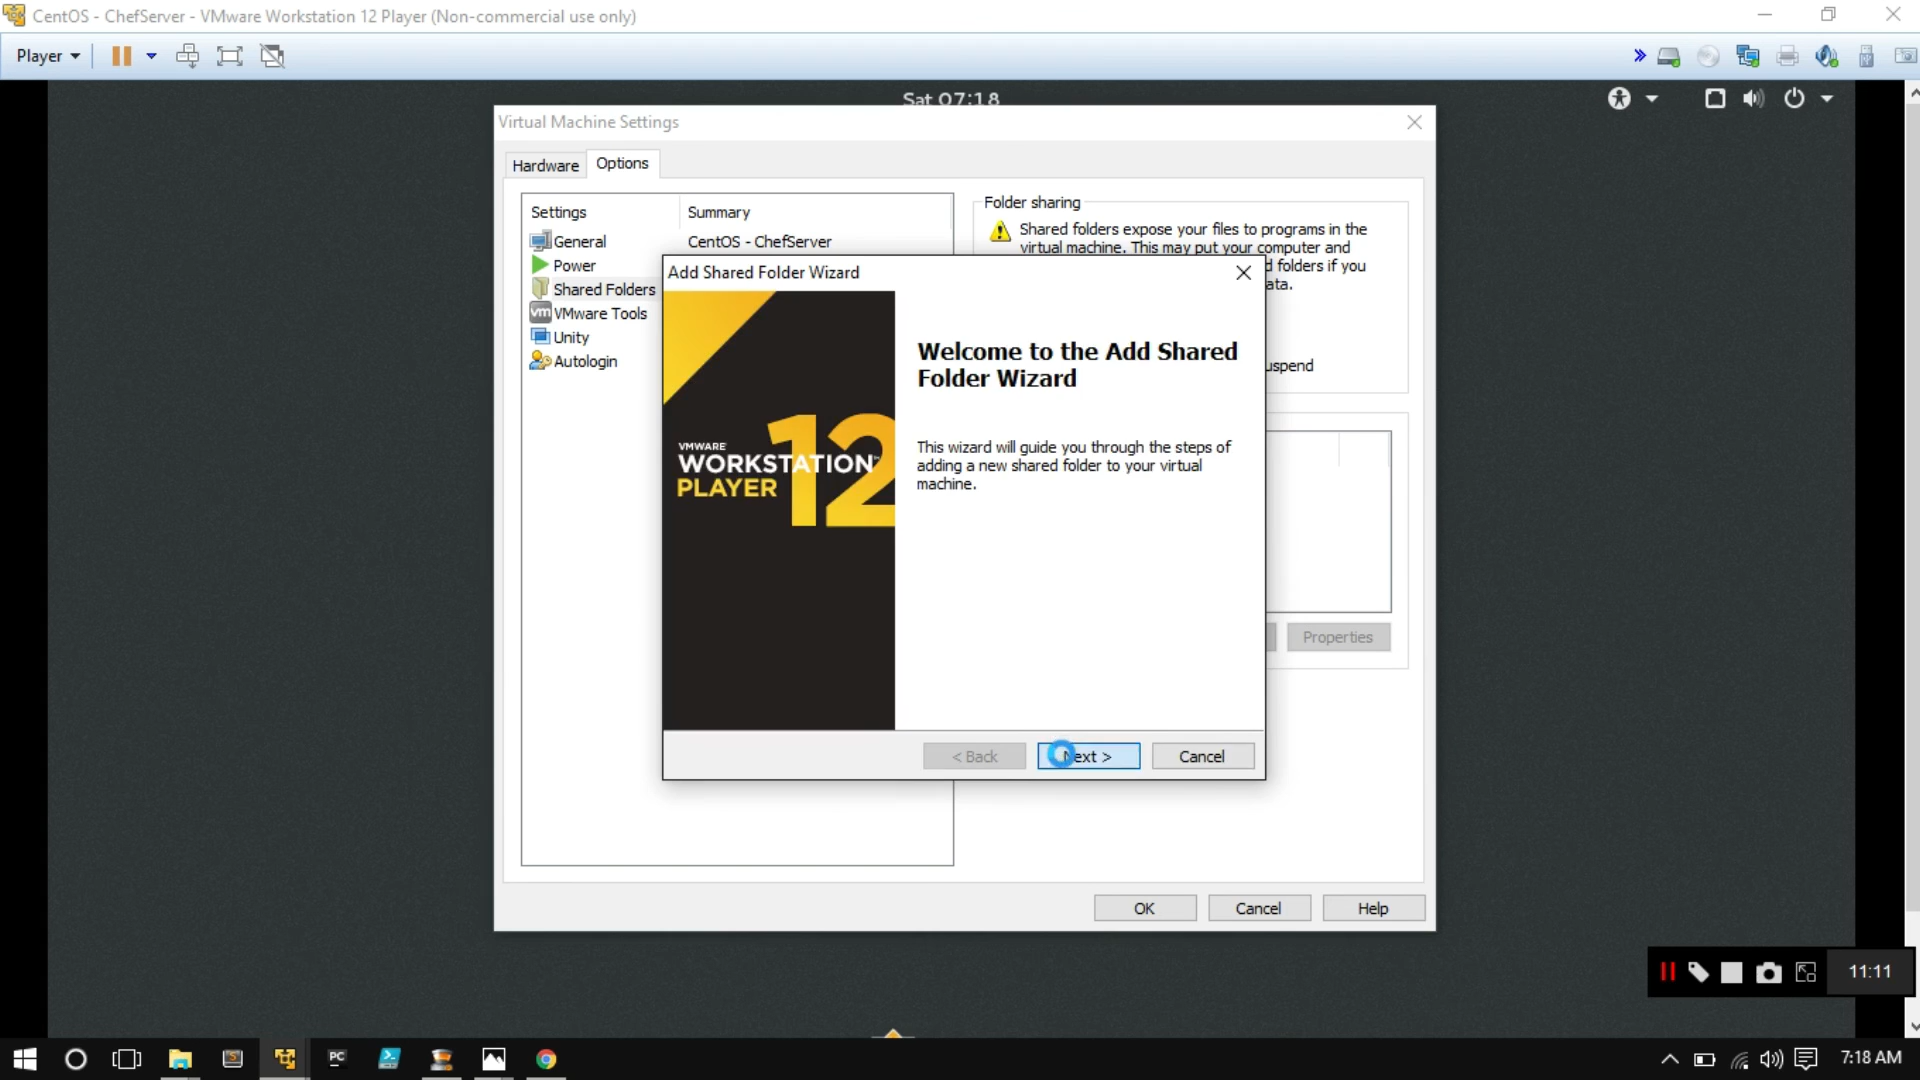 CentOS - ChefServer - VMware Workstation 12 Player (Non-commercial use only)
Player
Sat 07:18
Virtual Machine Settings
Hardware
Options
Settings
Summary
General
CentOS - ChefServer
Power
Shared Folders
VMware Tools
Unity
Autologin
Folder sharing
Shared folders expose your files to programs in the
virtual machine. This may put your computer and
d folders if you
ata.
uspend
Add Shared Folder Wizard
VMWARE
WORKSTATION
PLAYER
12
Welcome to the Add Shared
Folder Wizard
This wizard will guide you through the steps of
adding a new shared folder to your virtual
machine.
Properties
< Back
Next >
Cancel
OK
Cancel
Help
11:11
PC
7:18 AM